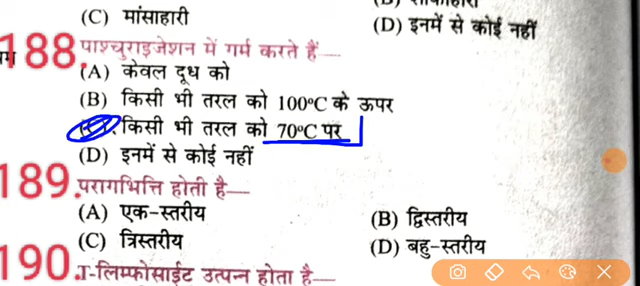 (C) मांसाहारी
(D) इनमें से कोई नहीं
188. पाश्चुराइजेशन में गर्म करते हैं—
(A) केवल दूध को
(B) किसी भी तरल को 100°C के ऊपर
किसी भी तरल को 70°C पर
(D) इनमें से कोई नहीं
189. परागभित्ति होती है—
(A) एक-स्तरीय
(B) द्विस्तरीय
(C) त्रिस्तरीय
(D) बहु-स्तरीय
190. T-लिम्फोसाईट उत्पन्न होता है—